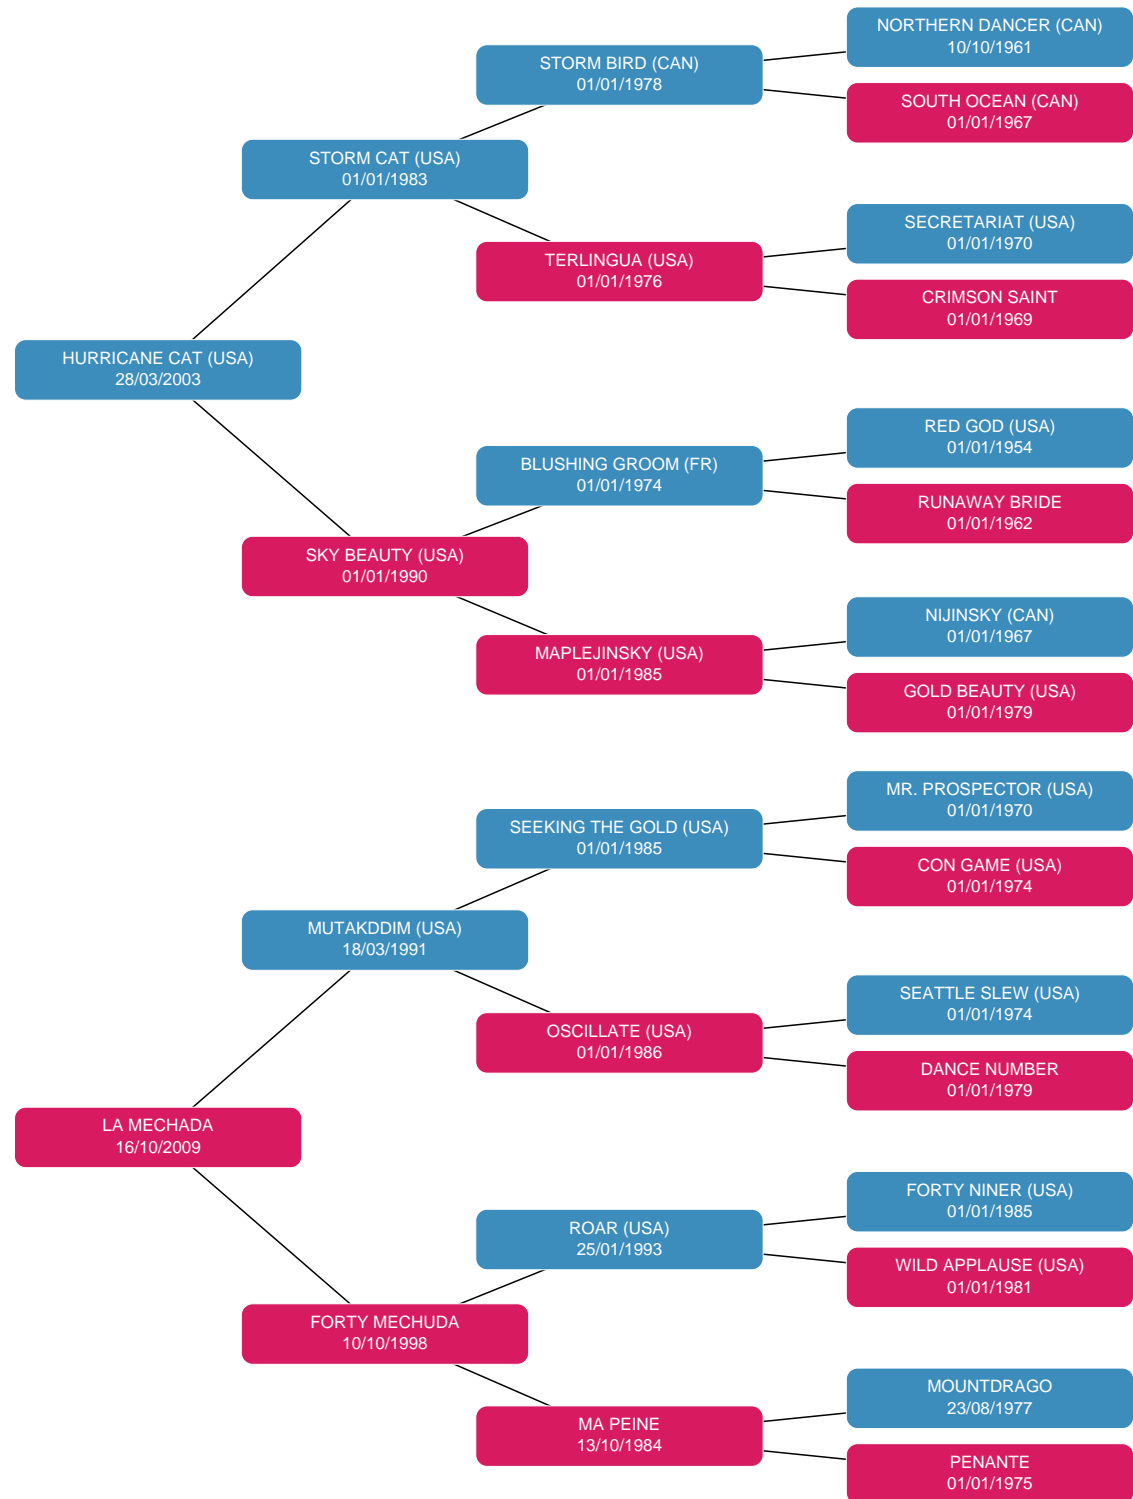 NORTHERN DANCER (CAN)
10/10/1961
STORM BIRD (CAN)
01/01/1978
SOUTH OCEAN (CAN)
01/01/1967
STORM CAT (USA)
01/01/1983
SECRETARIAT (USA)
01/01/1970
TERLINGUA (USA)
01/01/1976
CRIMSON SAINT
01/01/1969
HURRICANE CAT (USA)
28/03/2003
RED GOD (USA)
01/01/1954
BLUSHING GROOM (FR)
01/01/1974
RUNAWAY BRIDE
01/01/1962
SKY BEAUTY (USA)
01/01/1990
NIJINSKY (CAN)
01/01/1967
MAPLEJINSKY (USA)
01/01/1985
GOLD BEAUTY (USA)
01/01/1979
MR. PROSPECTOR (USA)
01/01/1970
SEEKING THE GOLD (USA)
01/01/1985
CON GAME (USA)
01/01/1974
MUTAKDDIM (USA)
18/03/1991
SEATTLE SLEW (USA)
01/01/1974
OSCILLATE (USA)
01/01/1986
DANCE NUMBER
01/01/1979
LA MECHADA
16/10/2009
FORTY NINER (USA)
01/01/1985
ROAR (USA)
25/01/1993
WILD APPLAUSE (USA)
01/01/1981
FORTY MECHUDA
10/10/1998
MOUNTDRAGO
23/08/1977
MA PEINE
13/10/1984
PENANTE
01/01/1975